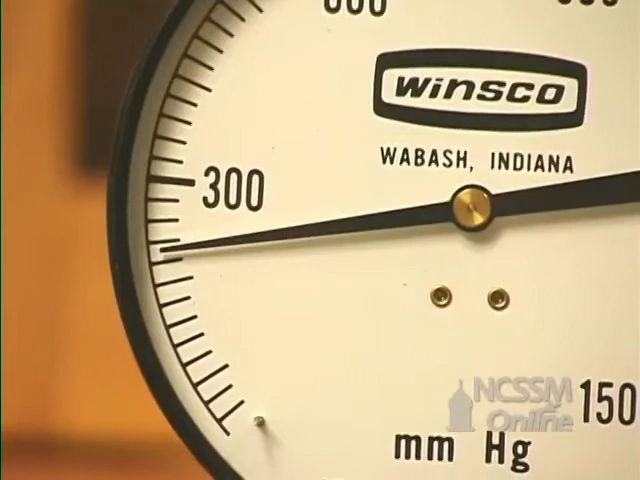 winsco
WABASH, INDIANA
300
NCSSM
Online
150
mm Hg